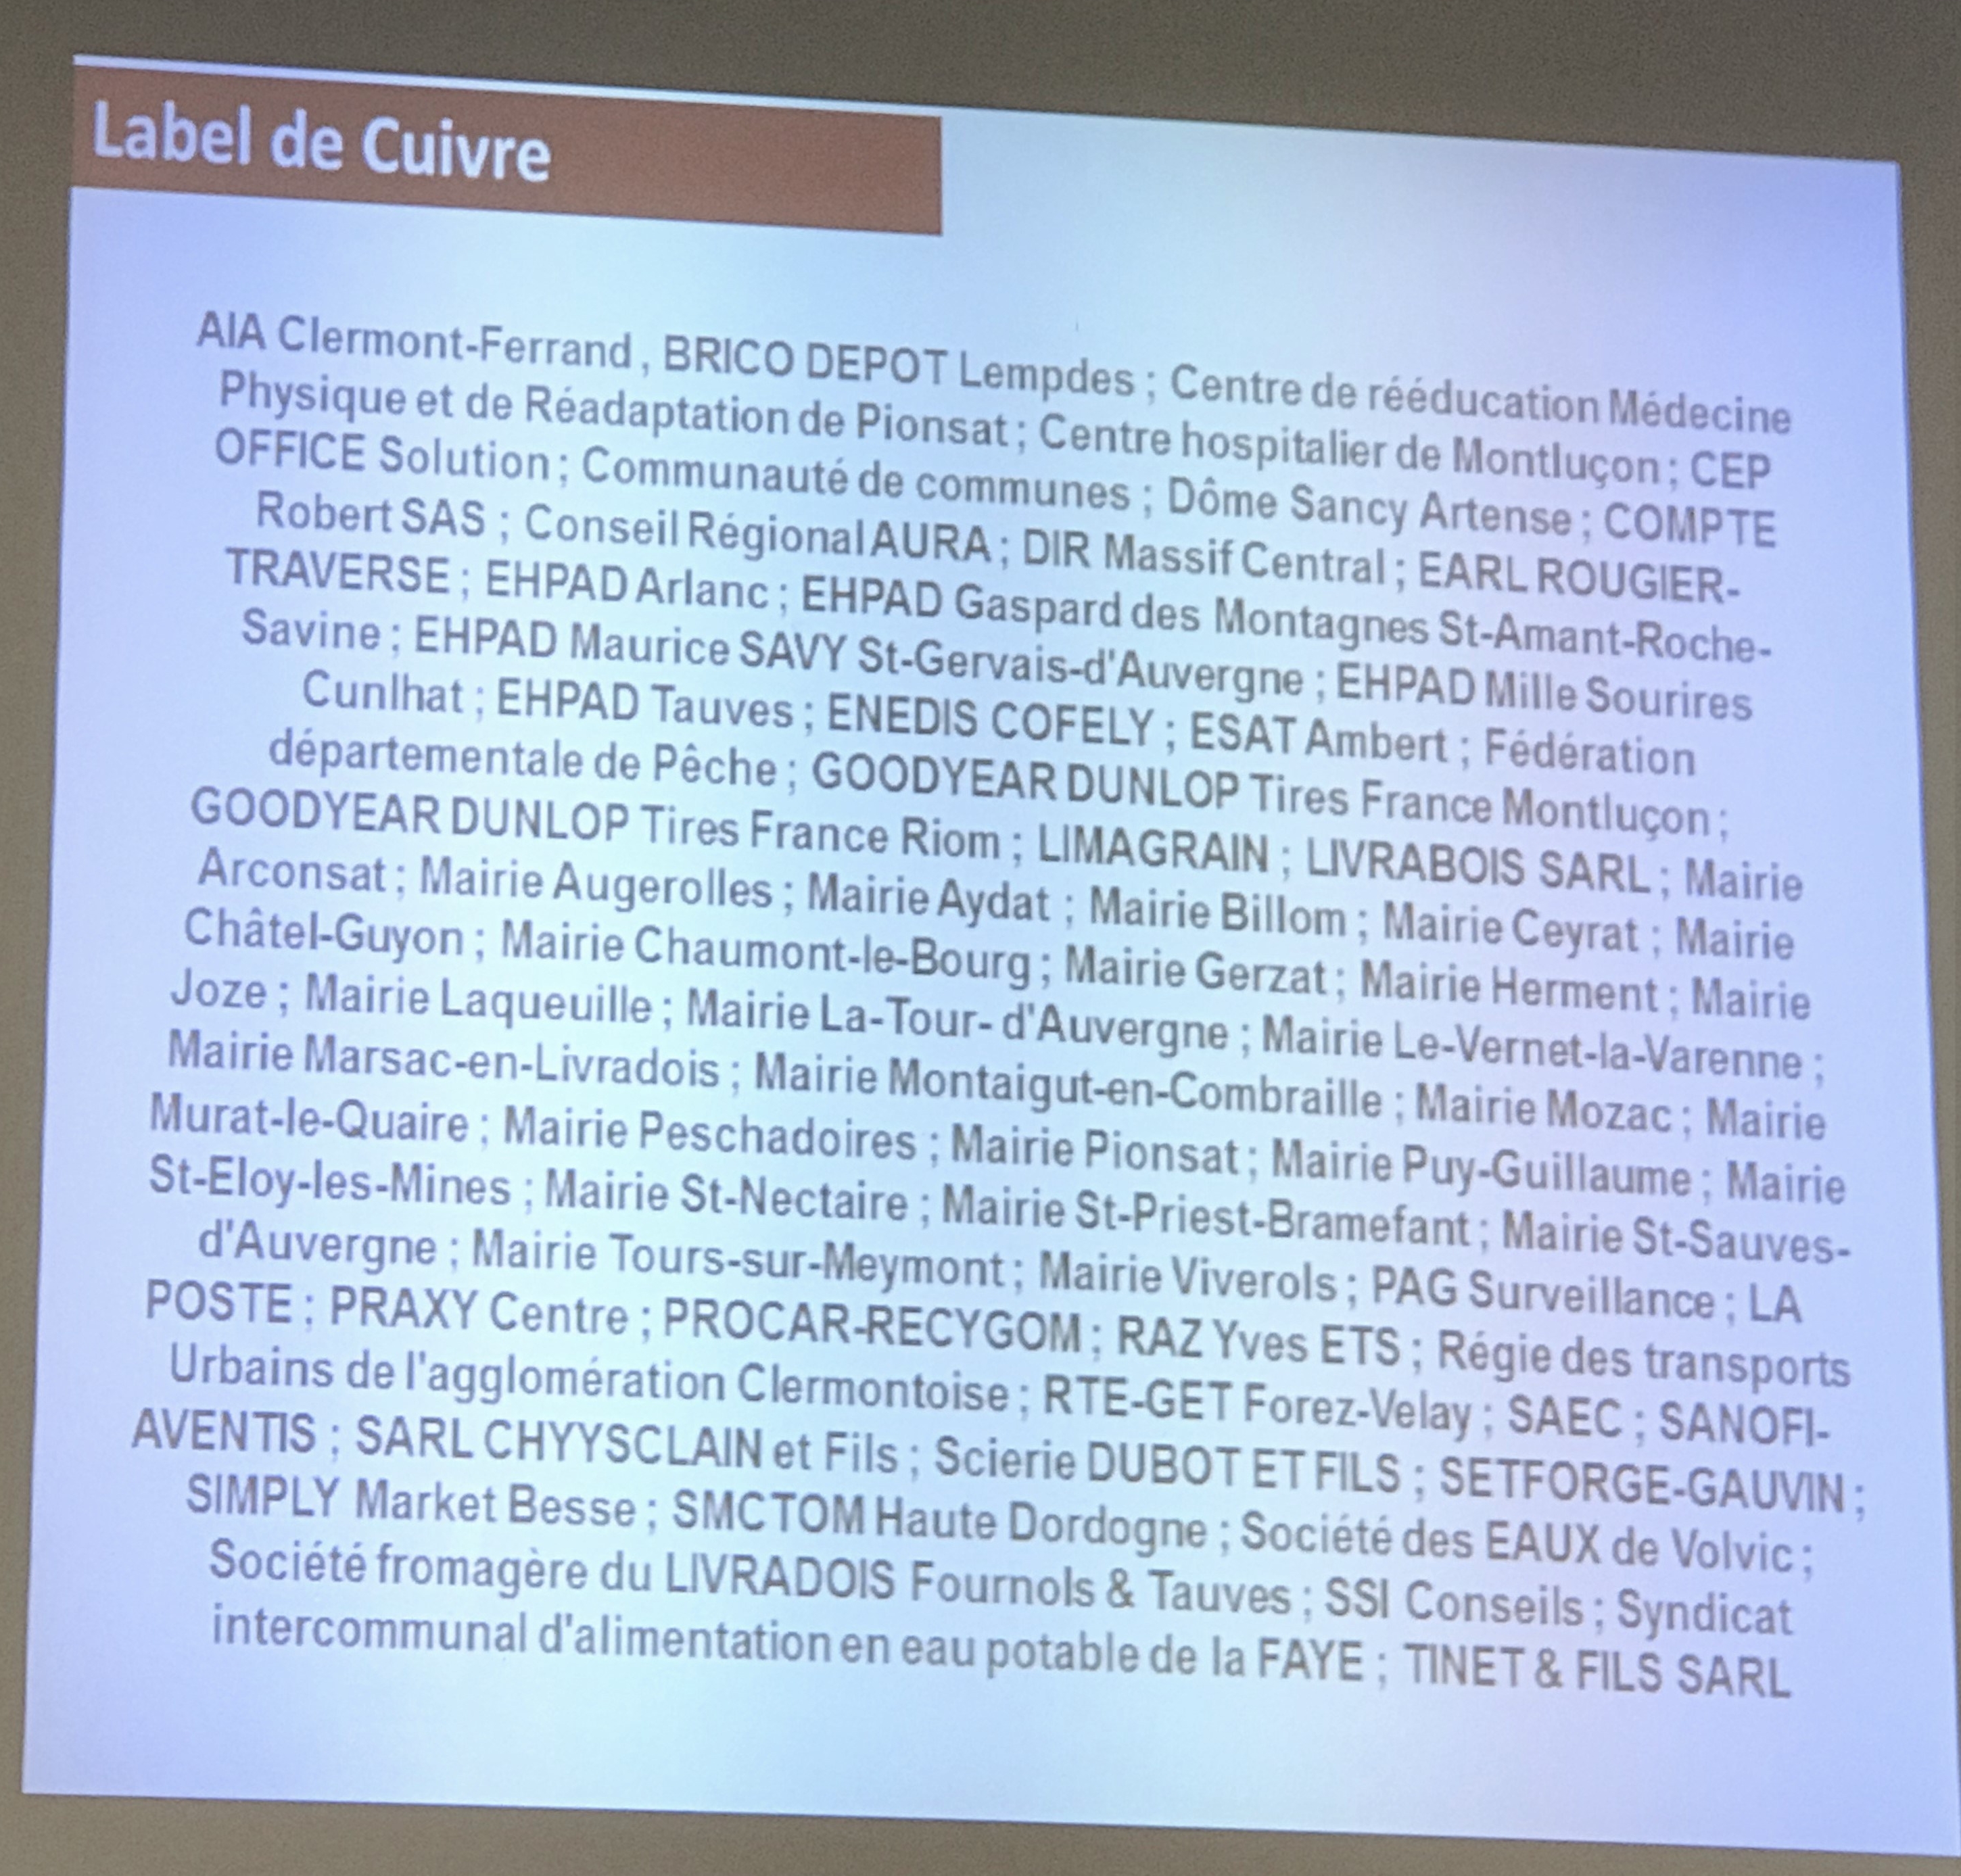 Label de Cuivre
AIA Clermont-Ferrand, BRICO DEPOT Lempdes ; Centre de rééducation Médecine
Physique et de Réadaptation de Pionsat ; Centre hospitalier de Montluçon ; CEP
OFFICE Solution ; Communauté de communes ; Dôme Sancy Artense ; COMPTE
Robert SAS ; Conseil Régional AURA ; DIR Massif Central ; EARL ROUGIER-
TRAVERSE ; EHPAD Arlanc ; EHPAD Gaspard des Montagnes St-Amant-Roche-
Savine ; EHPAD Maurice SAVY St-Gervais-d'Auvergne ; EHPAD Mille Sourires
Cunlhat ; EHPAD Tauves ; ENEDIS COFELY ; ESAT Ambert ; Fédération
départementale de Pêche ; GOODYEAR DUNLOP Tires France Montluçon ;
GOODYEAR DUNLOP Tires France Riom ; LIMAGRAIN ; LIVRABOIS SARL ; Mairie
Arconsat ; Mairie Augerolles ; Mairie Aydat ; Mairie Billom ; Mairie Ceyrat ; Mairie
Châtel-Guyon ; Mairie Chaumont-le-Bourg ; Mairie Gerzat ; Mairie Herment ; Mairie
Joze ; Mairie Laqueuille ; Mairie La-Tour- d'Auvergne ; Mairie Le-Vernet-la-Varenne ;
Mairie Marsac-en-Livradois ; Mairie Montaigut-en-Combraille ; Mairie Mozac ; Mairie
Murat-le-Quaire ; Mairie Peschadoires ; Mairie Pionsat ; Mairie Puy-Guillaume ; Mairie
St-Eloy-les-Mines ; Mairie St-Nectaire ; Mairie St-Priest-Bramefant ; Mairie St-Sauves-
d'Auvergne ; Mairie Tours-sur-Meymont ; Mairie Viverols ; PAG Surveillance ; LA
POSTE ; PRAXY Centre ; PROCAR-RECYGOM ; RAZ Yves ETS ; Régie des transports
Urbains de l'agglomération Clermontoise ; RTE-GET Forez-Velay ; SAEC ; SANOFI-
AVENTIS ; SARL CHYYSCLAIN et Fils ; Scierie DUBOT ET FILS ; SETFORGE-GAUVIN ;
SIMPLY Market Besse ; SMCTOM Haute Dordogne ; Société des EAUX de Volvic ;
Société fromagère du LIVRADOIS Fournols & Tauves ; SSI Conseils ; Syndicat
intercommunal d'alimentation en eau potable de la FAYE ; TINET & FILS SARL